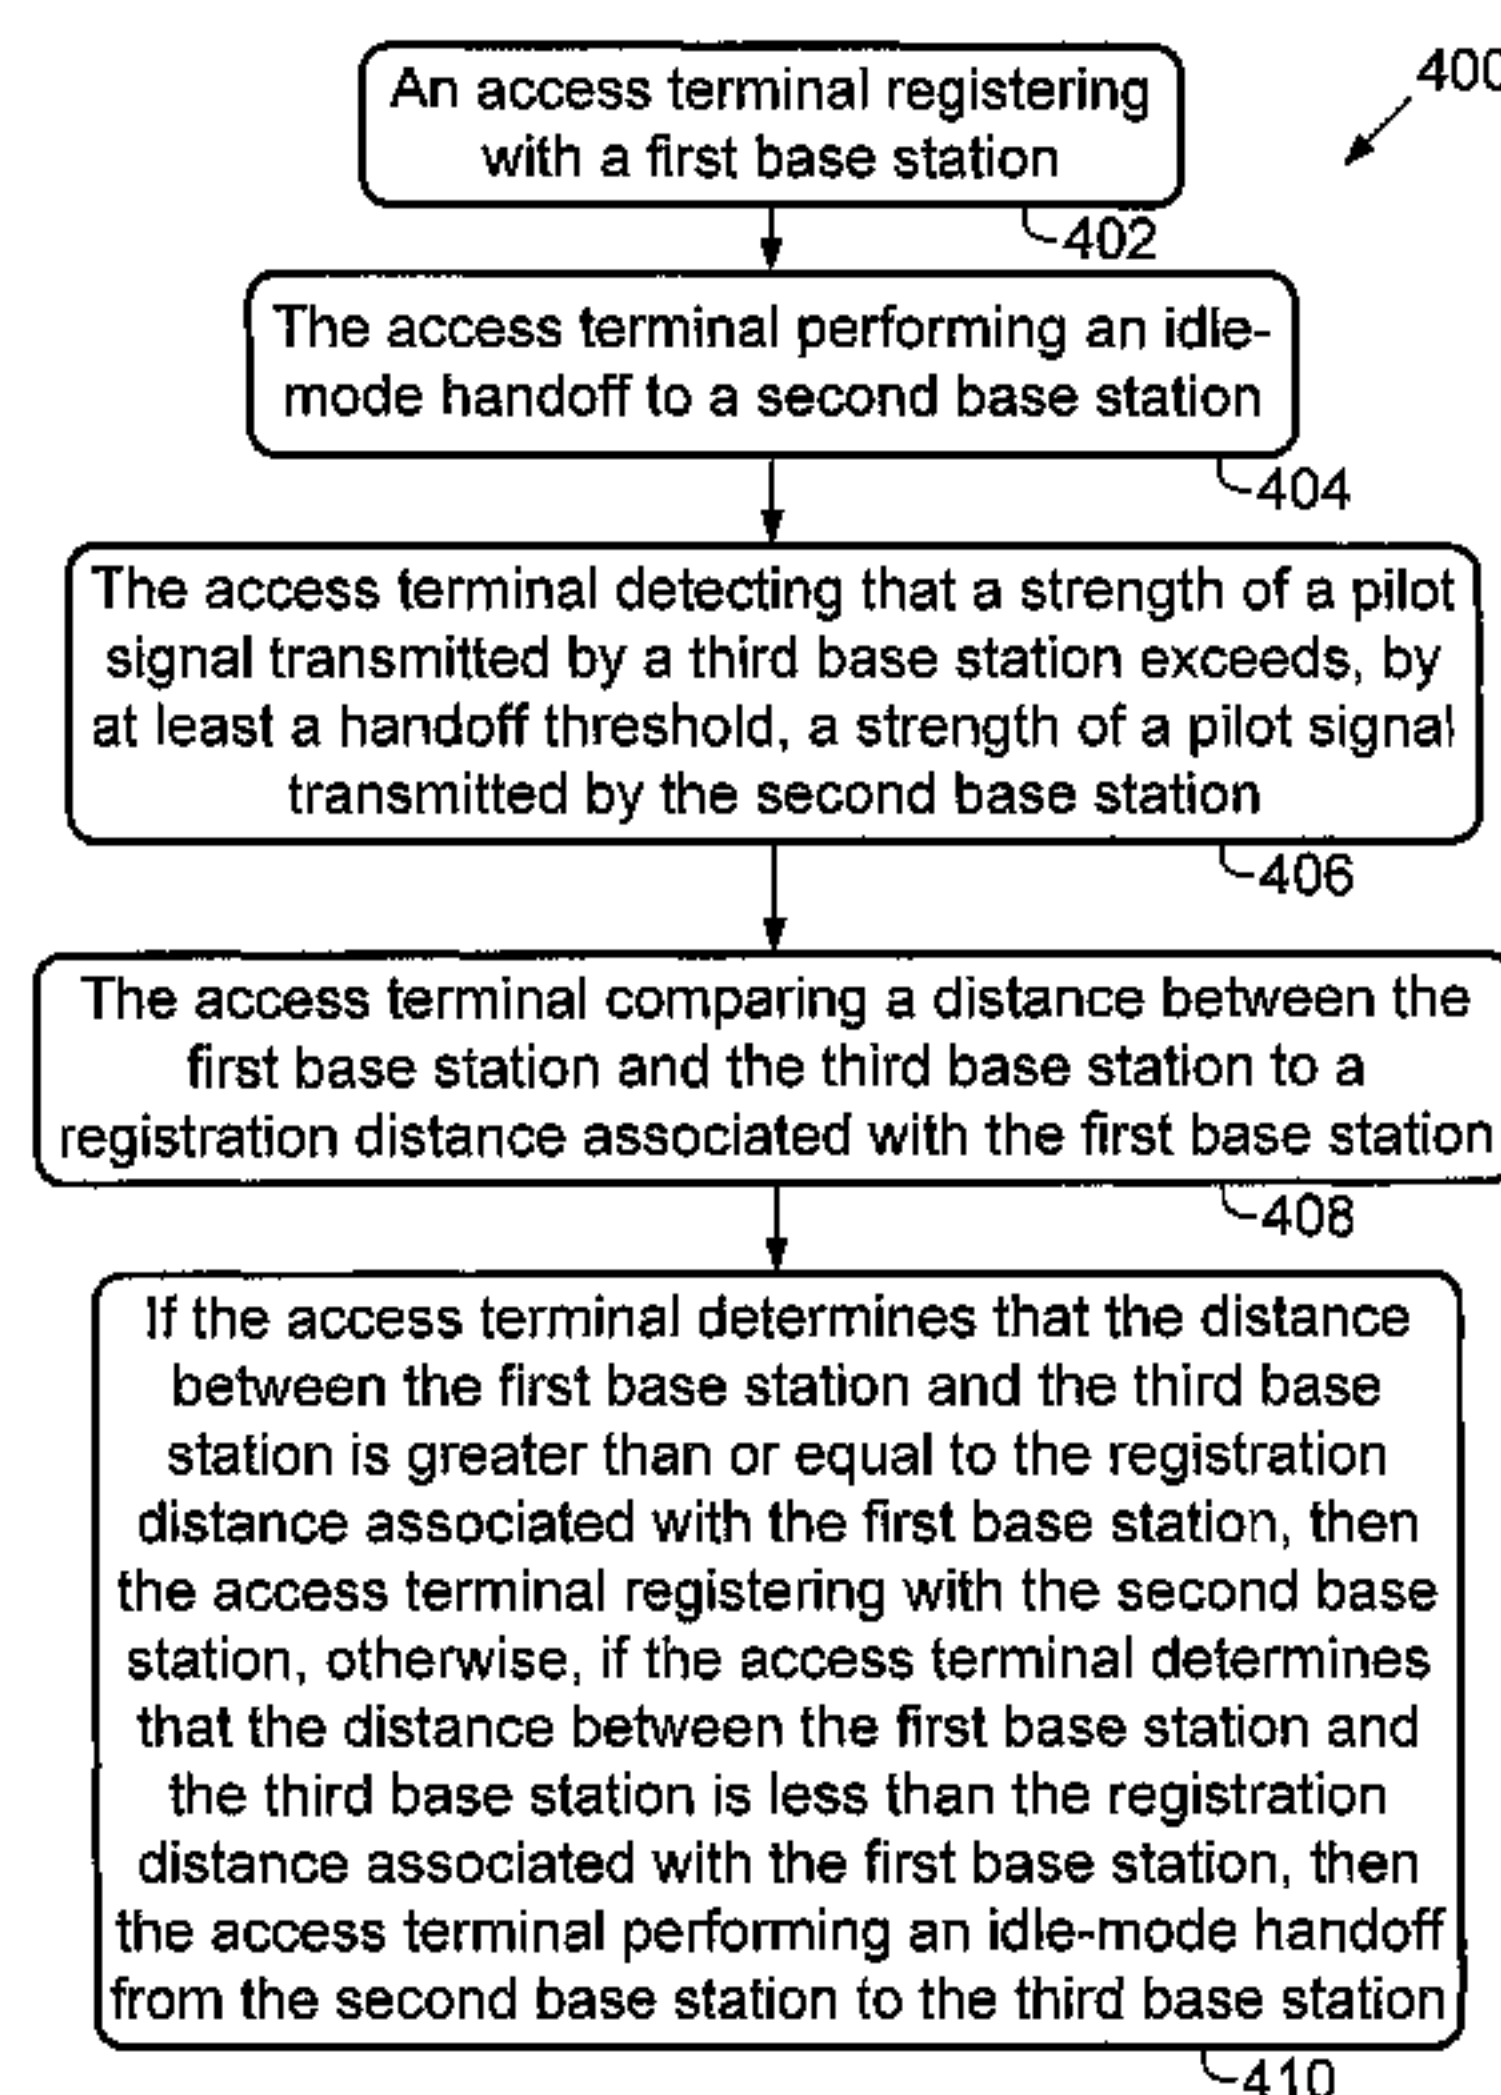 An access terminal registering
with a first base station
400
402
The access terminal performing an idle-
mode handoff to a second base station
404
The access terminal detecting that a strength of a pilot
signal transmitted by a third base station exceeds, by
at least a handoff threshold, a strength of a pilot signal
transmitted by the second base station
406
The access terminal comparing a distance between the
first base station and the third base station to a
registration distance associated with the first base station
408
If the access terminal determines that the distance
between the first base station and the third base
station is greater than or equal to the registration
distance associated with the first base station, then
the access terminal registering with the second base
station, otherwise, if the access terminal determines
that the distance between the first base station and
the third base station is less than the registration
distance associated with the first base station, then
the access terminal performing an idle-mode handoff
from the second base station to the third base station
410